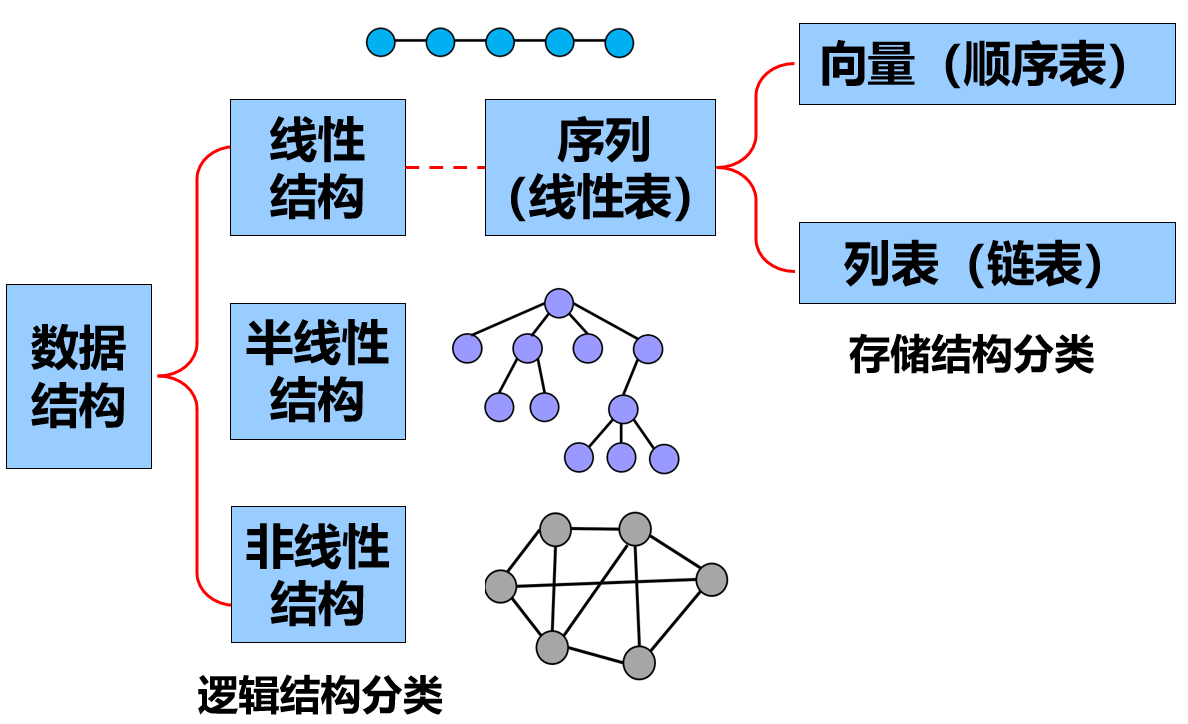 数据
结构
线性
结构
序列
（线性表）
向量（顺序表）
列表（链表）
存储结构分类
半线性
结构
非线性
结构
逻辑结构分类